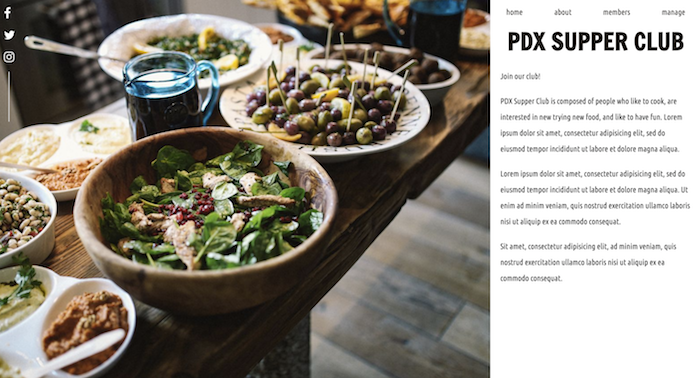 home about members manage
PDX SUPPER CLUB
Join our club!
PDX Supper Club is composed of people who like to cook, are
interested in new trying new food, and like to have fun. Lorem
ipsum dolor sit amet, consectetur adipisicing elit, sed do
eiusmod tempor incididunt ut labore et dolore magna aliqua.
Lorem ipsum dolor sit amet, consectetur adipisicing elit, sed do
eiusmod tempor incididunt ut labore et dolore magna aliqua. Ut
enim ad minim veniam, quis nostrud exercitation ullamco laboris
nisi ut aliquip ex ea commodo consequat.
Sit amet, consectetur adipisicing elit, ad minim veniam, quis
nostrud exercitation ullamco laboris nisi ut aliquip ex ea
commodo consequat.